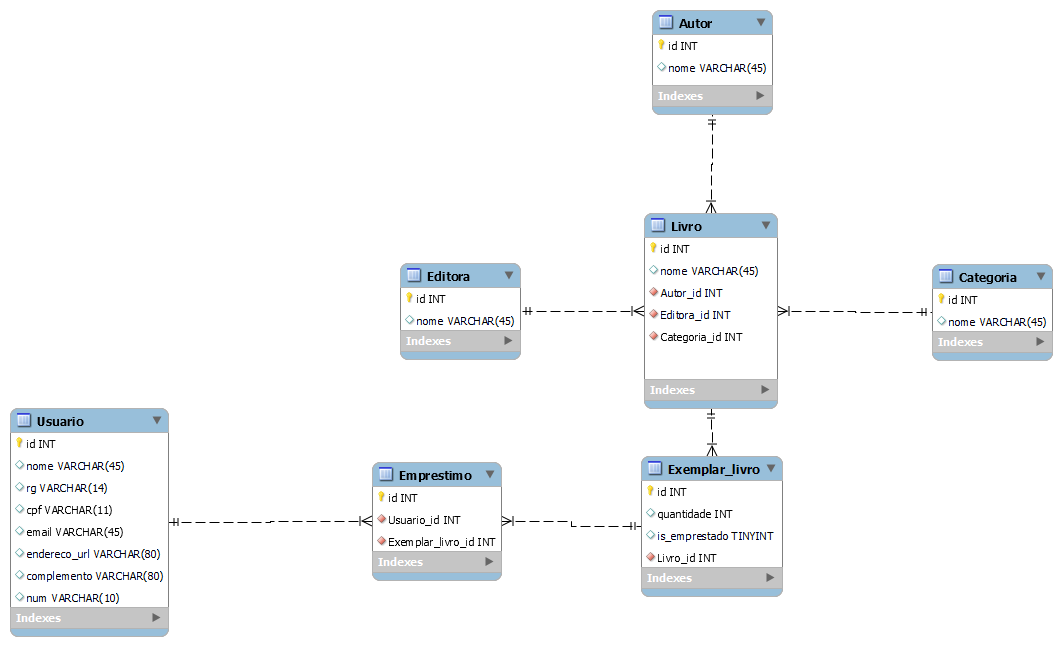 Autor
id INT
nome VARCHAR(45)
Indexes
Livro
id INT
nome VARCHAR(45)
Autor_id INT
Editora_id INT
Categoria_id INT
Indexes
Editora
id INT
nome VARCHAR(45)
Indexes
Categoria
id INT
nome VARCHAR(45)
Indexes
Usuario
id INT
nome VARCHAR(45)
rg VARCHAR(14)
cpf VARCHAR(11)
email VARCHAR(45)
endereco_url VARCHAR(80)
complemento VARCHAR(80)
num VARCHAR(10)
Indexes
Emprestimo
id INT
Usuario_id INT
Exemplar_livro_id INT
Indexes
Exemplar_livro
id INT
quantidade INT
is_emprestado TINYINT
Livro_id INT
Indexes